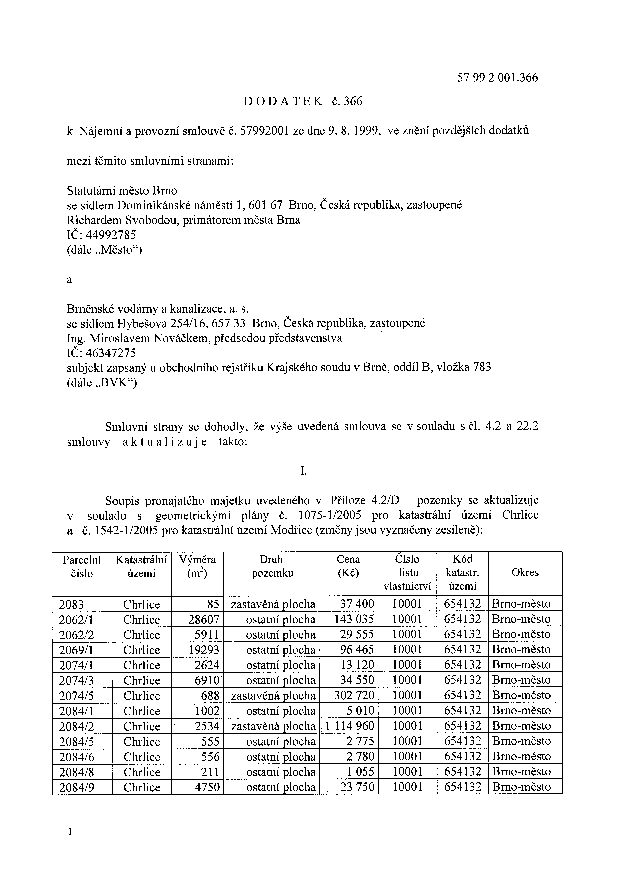 57 99 2 001.366
D O D A T E K č. 366
k Nájemní a provozní smlouvě č. 57992001 ze dne 9. 8. 1999, ve znění pozdějších dodatků
mezi těmito smluvními stranami:
Statutární město Brno
se sídlem Dominikánské náměstí 1, 601 67 Brno, Česká republika, zastoupené
Richardem Svobodou, primátorem města Brna
IČ: 44992785
(dále „Město“)
a
Brněnské vodárny a kanalizace, a. s.
se sídlem Hybešova 254/16, 657 33 Brno, Česká republika, zastoupené
Ing. Miroslavem Nováčkem, předsedou představenstva
IČ: 46347275
subjekt zapsaný u obchodního rejstříku Krajského soudu v Brně, oddíl B, vložka 783
(dále „BVK“)
Smluvní strany se dohodly, že výše uvedená smlouva se v souladu s čl. 4.2 a 22.2
smlouvy a k t u a l i z u j e takto:
I.
Soupis pronajatého majetku uvedeného v Příloze 4.2/D pozemky se aktualizuje
v souladu s geometrickými plány č. 1075-1/2005 pro katastrální území Chrlice
a č. 1542-1/2005 pro katastrální území Modřice (změny jsou vyznačeny zesíleně):
Parcelní Katastrální Výměra Druh Cena Číslo Kód
číslo území (m²) pozemku (Kč) listu katastr. Okres
vlastnictví území
2083 Chrlice 85 zastavěná plocha 37 400 10001 654132 Brno-město
2062/1 Chrlice 28607 ostatní plocha 143 035 10001 654132 Brno-město
2062/2 Chrlice 5911 ostatní plocha 29 555 10001 654132 Brno-město
2069/1 Chrlice 19293 ostatní plocha 96 465 10001 654132 Brno-město
2074/1 Chrlice 2624 ostatní plocha 13 120 10001 654132 Brno-město
2074/3 Chrlice 6910 ostatní plocha 34 550 10001 654132 Brno-město
2074/5 Chrlice 688 zastavěná plocha 302 720 10001 654132 Brno-město
2084/1 Chrlice 1002 ostatní plocha 5 010 10001 654132 Brno-město
2084/2 Chrlice 2534 zastavěná plocha 1 114 960 10001 654132 Brno-město
2084/5 Chrlice 555 ostatní plocha 2 775 10001 654132 Brno-město
2084/6 Chrlice 556 ostatní plocha 2 780 10001 654132 Brno-město
2084/8 Chrlice 211 ostatní plocha 1 055 10001 654132 Brno-město
2084/9 Chrlice 4750 ostatní plocha 23 750 10001 654132 Brno-město
1